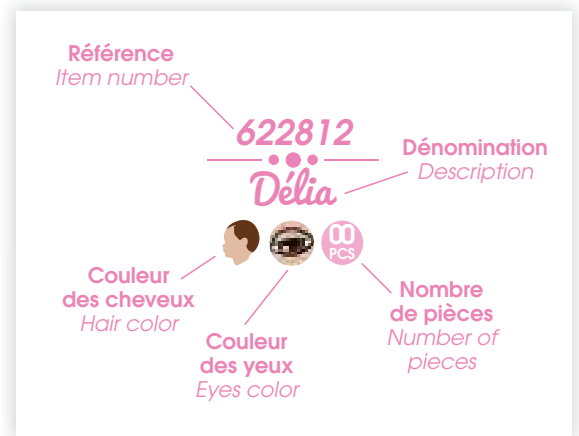 Référence
Item number
622812
Dénomination
Description
Délia
00
PCS
Couleur
des cheveux
Hair color
Couleur
des yeux
Eyes color
Nombre
de pièces
Number of
pieces